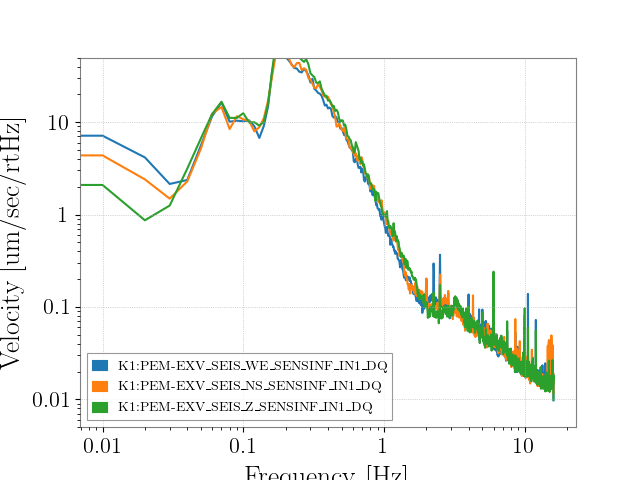 10
1
0.1
0.01
Velocity [um/sec/rtHz]
K1:PEM-EXV_SEIS_WE_SENSINF_IN1_DQ
K1:PEM-EXV_SEIS_NS_SENSINF_IN1_DQ
K1:PEM-EXV_SEIS_Z_SENSINF_IN1_DQ
0.01 0.1 1 10
Frequency [Hz]